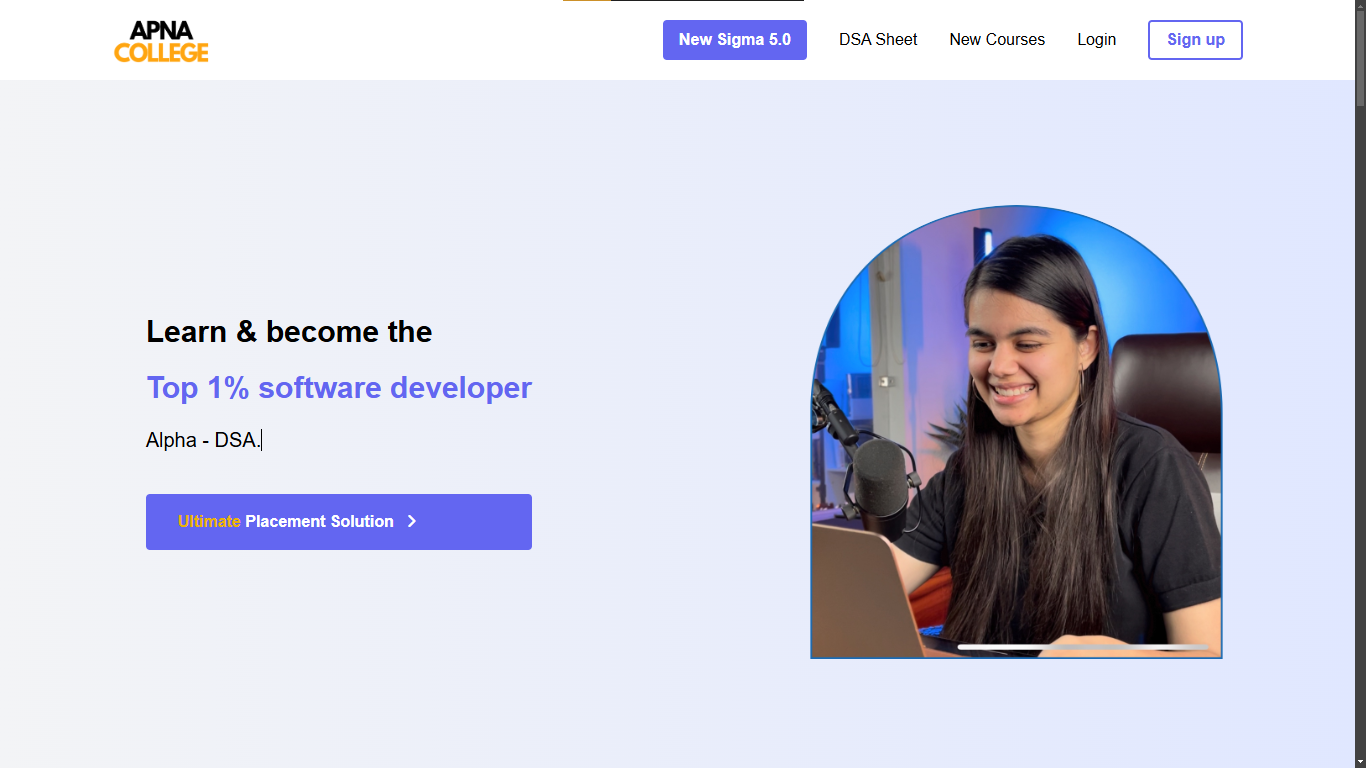 APNA
COLLEGE
New Sigma 5.0
DSA Sheet
New Courses
Login
Sign up
Learn & become the
Top 1% software developer
Alpha - DSA.
Ultimate Placement Solution